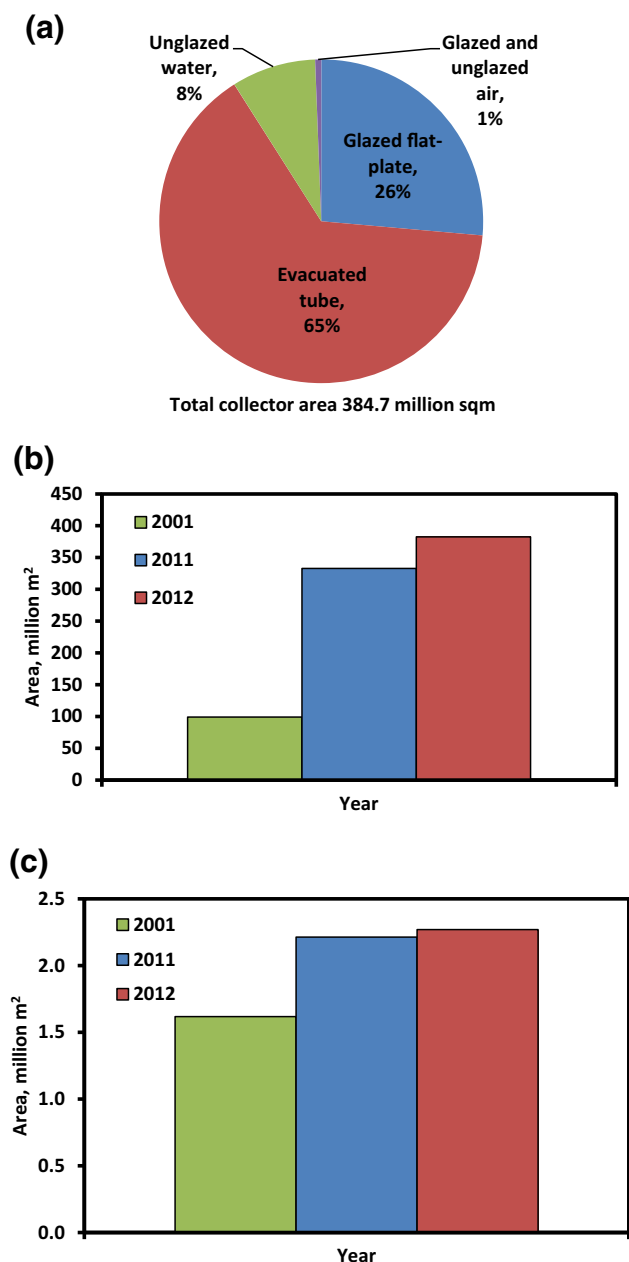 (a)
Unglazed
water,
8%
Glazed and
unglazed
air,
1%
Glazed flat-
plate,
26%
Evacuated
tube,
65%
Total collector area 384.7 million sqm
(b)
450
400
350
300
250
200
150
100
50
0
Area, million m²
2001
2011
2012
Year
(c)
2.5
2.0
1.5
1.0
0.5
0.0
Area, million m²
2001
2011
2012
Year